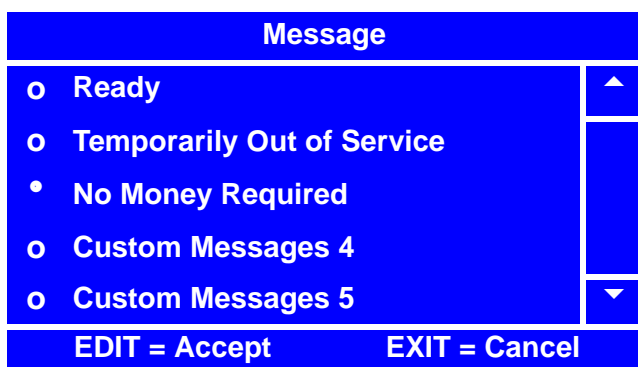 Message
o Ready
o Temporarily Out of Service
• No Money Required
o Custom Messages 4
o Custom Messages 5
EDIT = Accept EXIT = Cancel